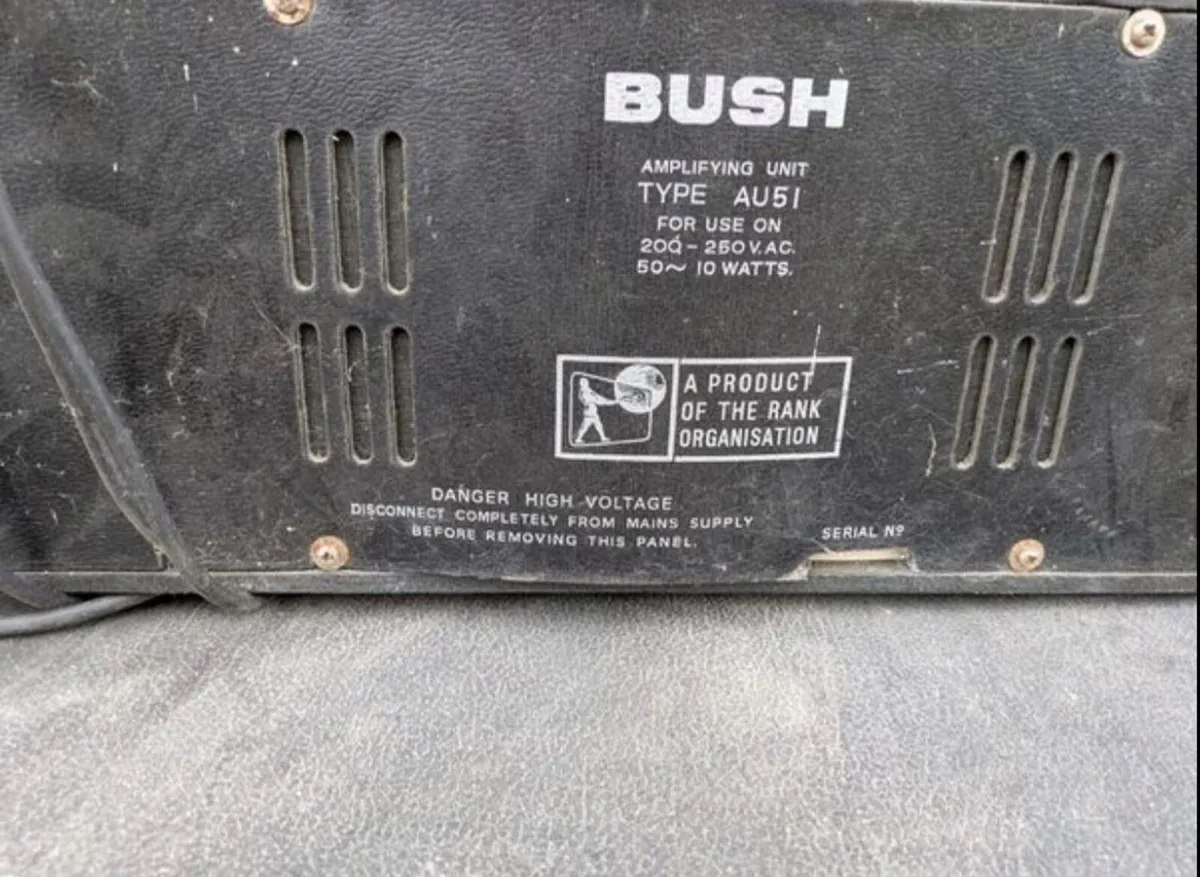 BUSH
AMPLIFYING UNIT
TYPE AU51
FOR USE ON
200-250V.AC.
50~ 10 WATTS.
A PRODUCT
OF THE RANK
ORGANISATION
DANGER HIGH VOLTAGE
DISCONNECT COMPLETELY FROM MAINS SUPPLY
BEFORE REMOVING THIS PANEL.
SERIAL Nº